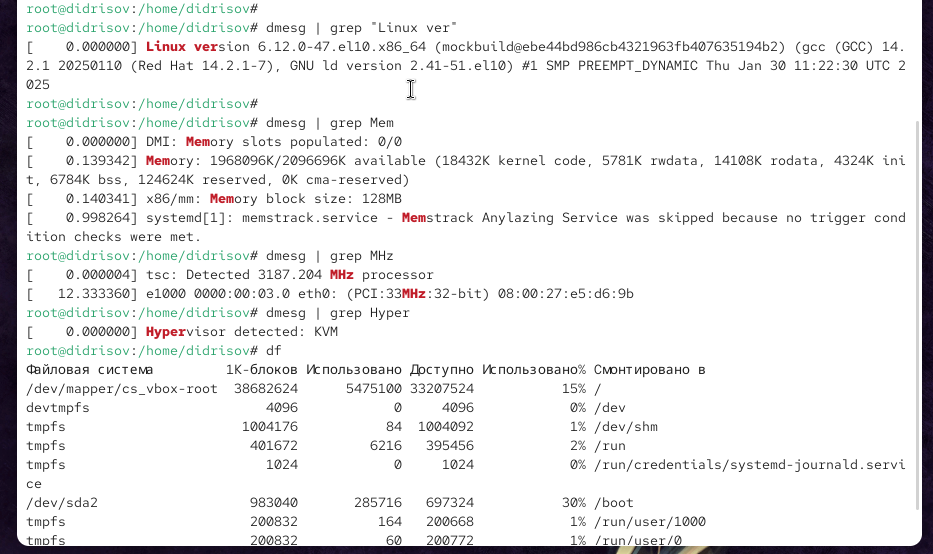 root@didrisov:/home/didrisov#
root@didrisov:/home/didrisov# dmesg | grep "Linux ver"
[    0.000000] Linux version 6.12.0-47.el10.x86_64 (mockbuild@ebe44bd986cb4321963fb407635194b2) (gcc (GCC) 14.
2.1 20250110 (Red Hat 14.2.1-7), GNU ld version 2.41-51.el10) #1 SMP PREEMPT_DYNAMIC Thu Jan 30 11:22:30 UTC 2
025
root@didrisov:/home/didrisov#
root@didrisov:/home/didrisov# dmesg | grep Mem
[    0.000000] DMI: Memory slots populated: 0/0
[    0.139342] Memory: 1968096K/2096696K available (18432K kernel code, 5781K rwdata, 14108K rodata, 4324K ini
t, 6784K bss, 124624K reserved, 0K cma-reserved)
[    0.140341] x86/mm: Memory block size: 128MB
[    0.998264] systemd[1]: memstrack.service - Memstrack Anylazing Service was skipped because no trigger cond
ition checks were met.
root@didrisov:/home/didrisov# dmesg | grep MHz
[    0.000004] tsc: Detected 3187.204 MHz processor
[   12.333360] e1000 0000:00:03.0 eth0: (PCI:33MHz:32-bit) 08:00:27:e5:d6:9b
root@didrisov:/home/didrisov# dmesg | grep Hyper
[    0.000000] Hypervisor detected: KVM
root@didrisov:/home/didrisov# df
Файловая система         1K-блоков Использовано Доступно Использовано% Смонтировано в
/dev/mapper/cs_vbox-root  38682624      5475100 33207524           15% /
devtmpfs                      4096            0     4096            0% /dev
tmpfs                      1004176           84  1004092            1% /dev/shm
tmpfs                       401672         6216   395456            2% /run
tmpfs                         1024            0     1024            0% /run/credentials/systemd-journald.servi
ce
/dev/sda2                   983040       285716   697324           30% /boot
tmpfs                       200832          164   200668            1% /run/user/1000
tmpfs                       200832           60   200772            1% /run/user/0